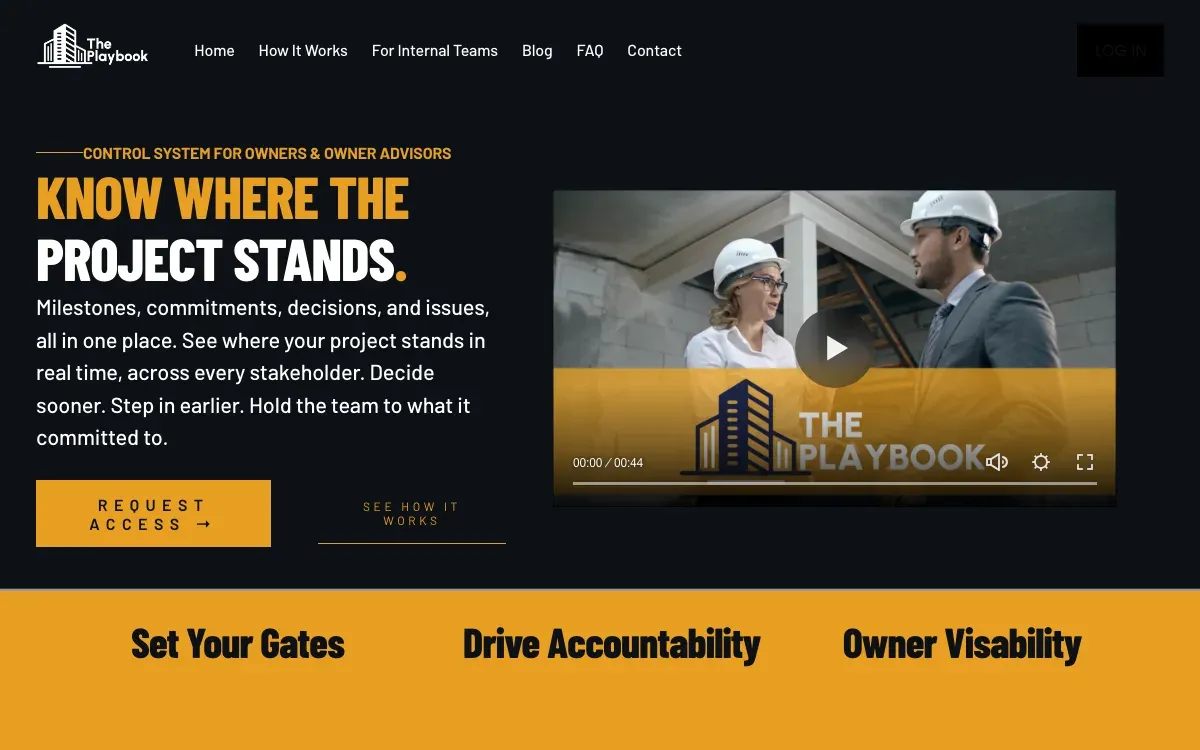 The
Playbook
Home
How It Works
For Internal Teams
Blog
FAQ
Contact
LOG IN
CONTROL SYSTEM FOR OWNERS & OWNER ADVISORS
KNOW WHERE THE
PROJECT STANDS.
Milestones, commitments, decisions, and issues,
all in one place. See where your project stands in
real time, across every stakeholder. Decide
sooner. Step in earlier. Hold the team to what it
committed to.
REQUEST
ACCESS →
SEE HOW IT
WORKS
THE
PLAYBOOK
00:00 / 00:44
Set Your Gates
Drive Accountability
Owner Visability